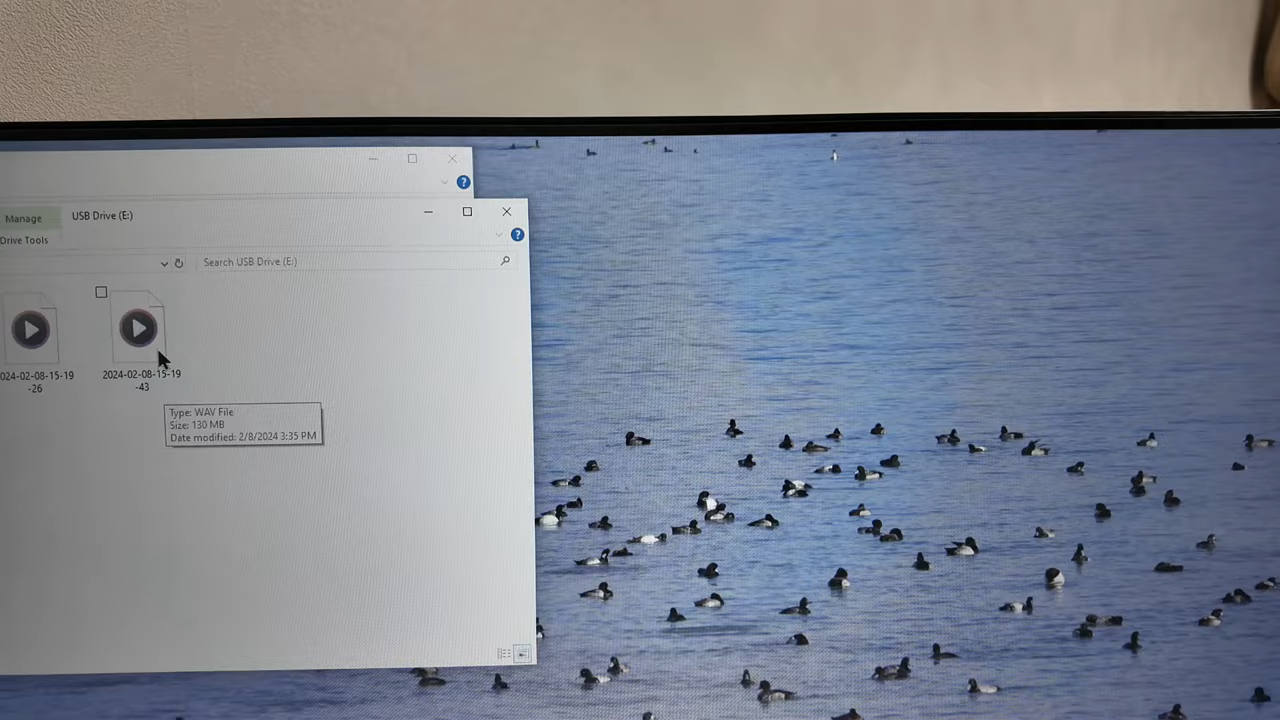 ?
Manage
USB Drive (E:)
Drive Tools
?
Search USB Drive (E:)
024-02-08-15-19
-26
2024-02-08-15-19
-43
Type: WAV File
Size: 130 MB
Date modified: 2/8/2024 3:35 PM